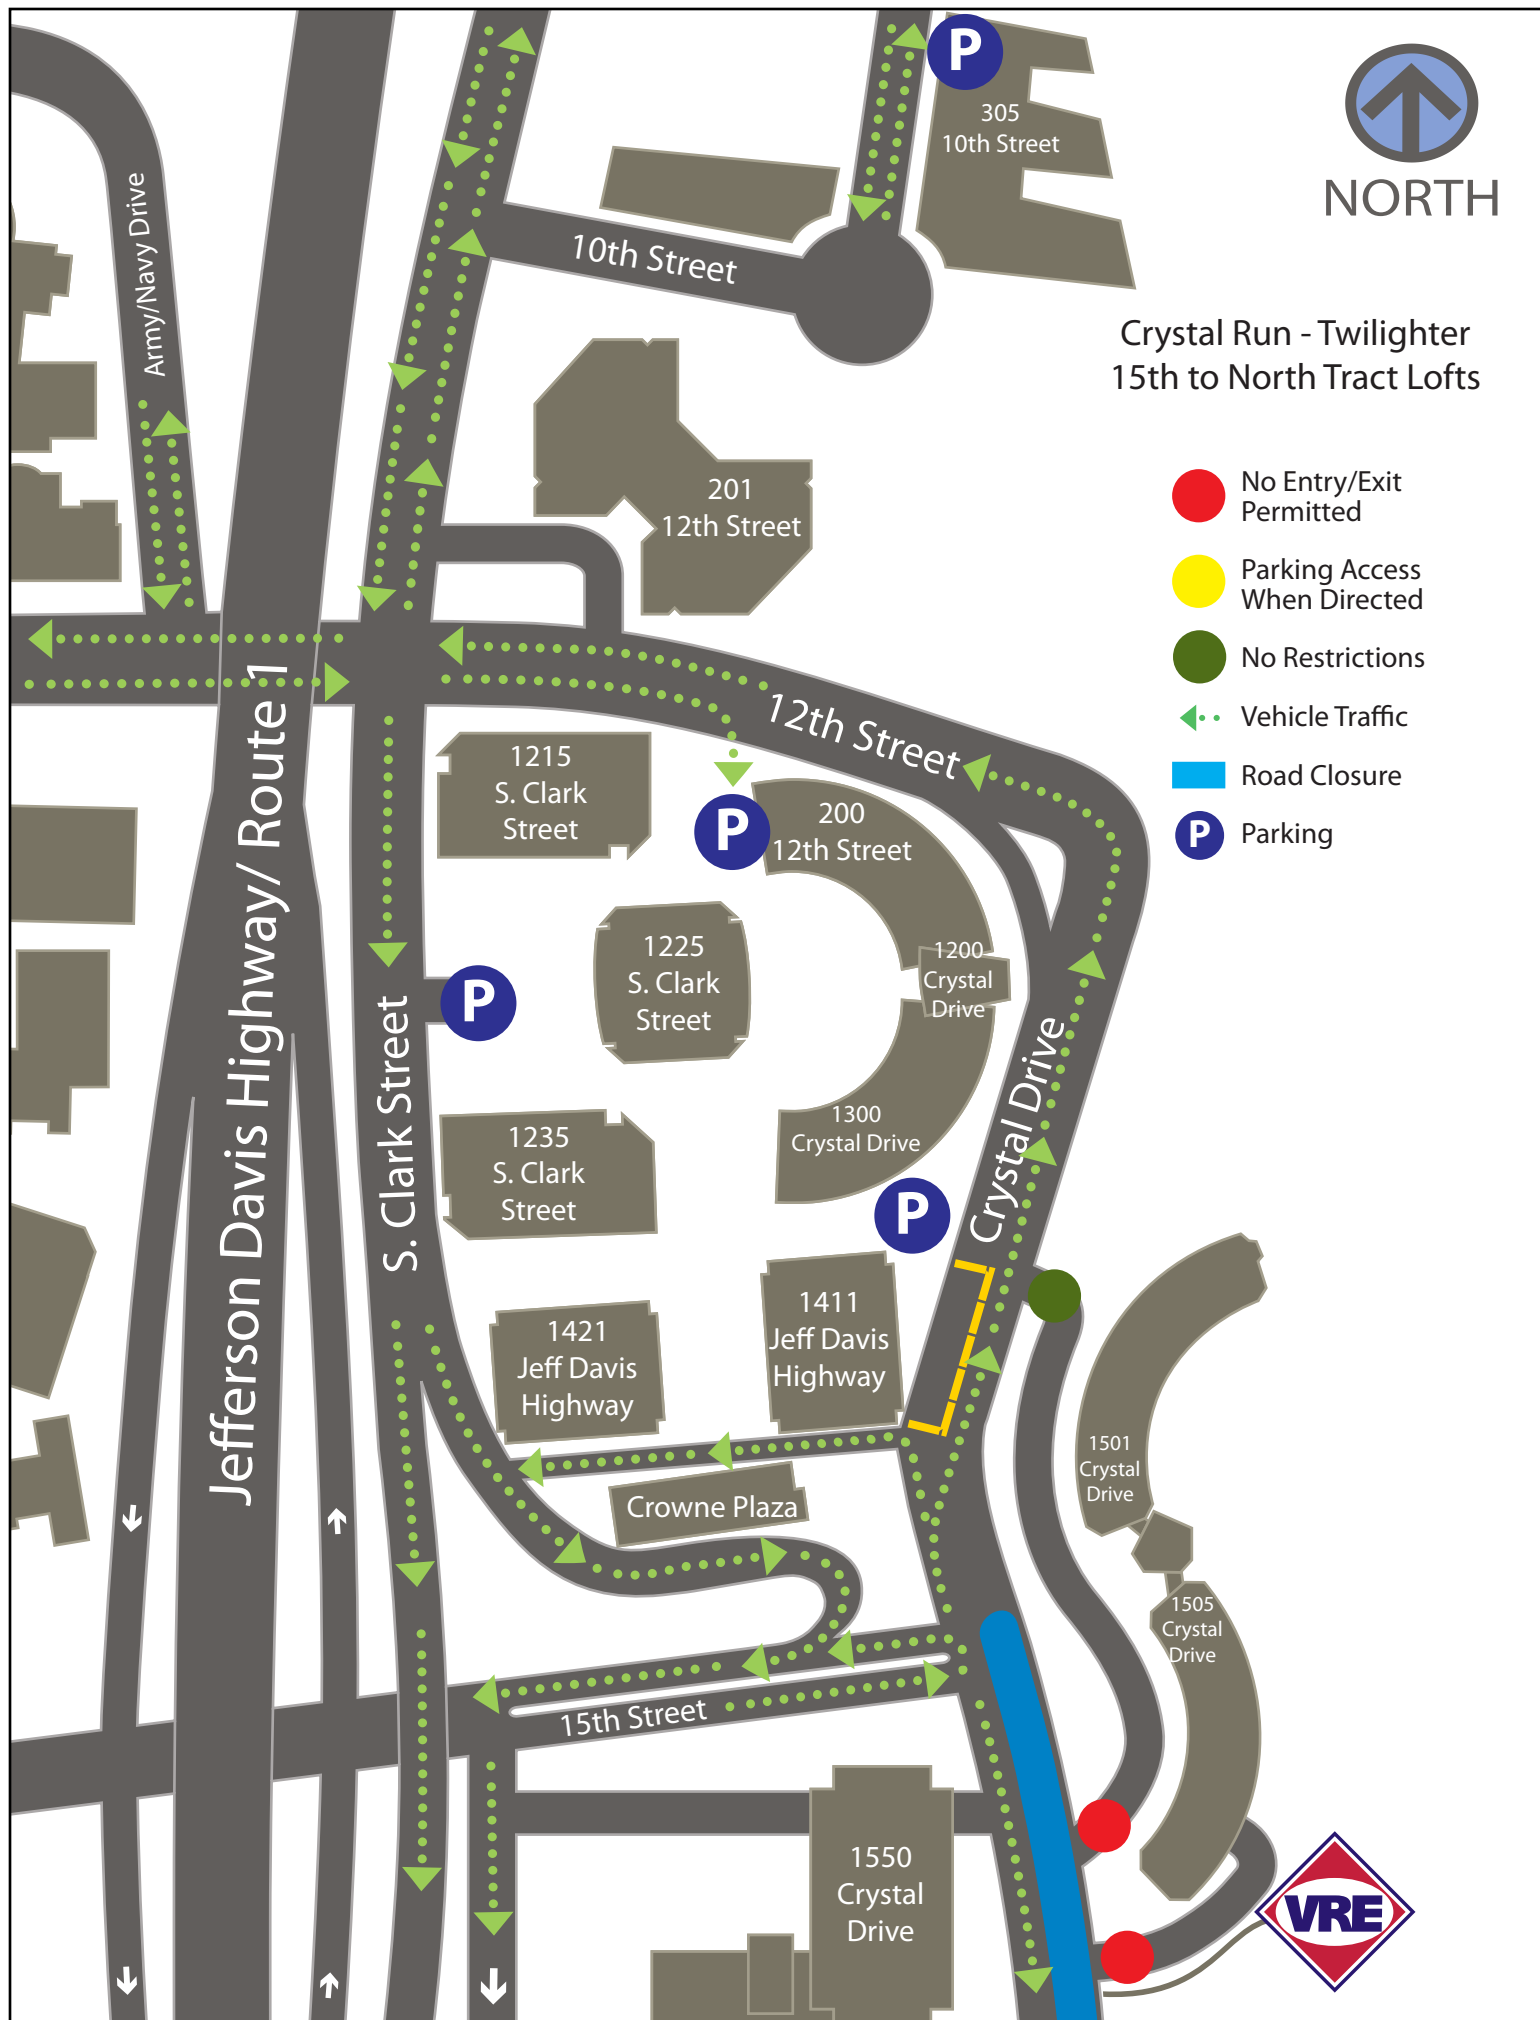 P
305
10th Street
NORTH
Army/Navy Drive
10th Street
Crystal Run - Twilighter
15th to North Tract Lofts
201
12th Street
No Entry/Exit
Permitted
Parking Access
When Directed
No Restrictions
Vehicle Traffic
Road Closure
P
Parking
12th Street
1215
S. Clark
Street
P
200
12th Street
Jefferson Davis Highway/ Route 1
1225
S. Clark
Street
1200
Crystal
Drive
P
S. Clark Street
Crystal Drive
1235
S. Clark
Street
1300
Crystal Drive
P
1421
Jeff Davis
Highway
1411
Jeff Davis
Highway
1501
Crystal
Drive
Crowne Plaza
1505
Crystal
Drive
15th Street
1550
Crystal
Drive
VRE